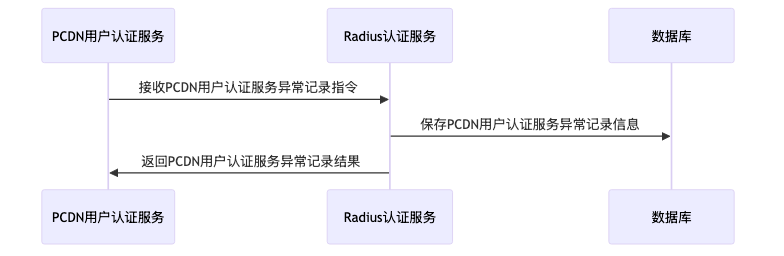 PCDN用户认证服务
Radius认证服务
数据库
接收PCDN用户认证服务异常记录指令
保存PCDN用户认证服务异常记录信息
返回PCDN用户认证服务异常记录结果
PCDN用户认证服务
Radius认证服务
数据库